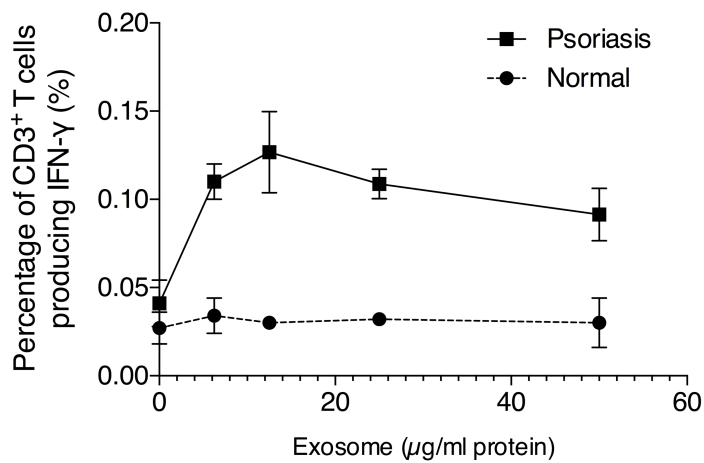 Percentage of CD3⁺ T cells
producing IFN-γ (%)
0.20
0.15
0.10
0.05
0.00
0
20
40
60
Exosome (µg/ml protein)
Psoriasis
Normal